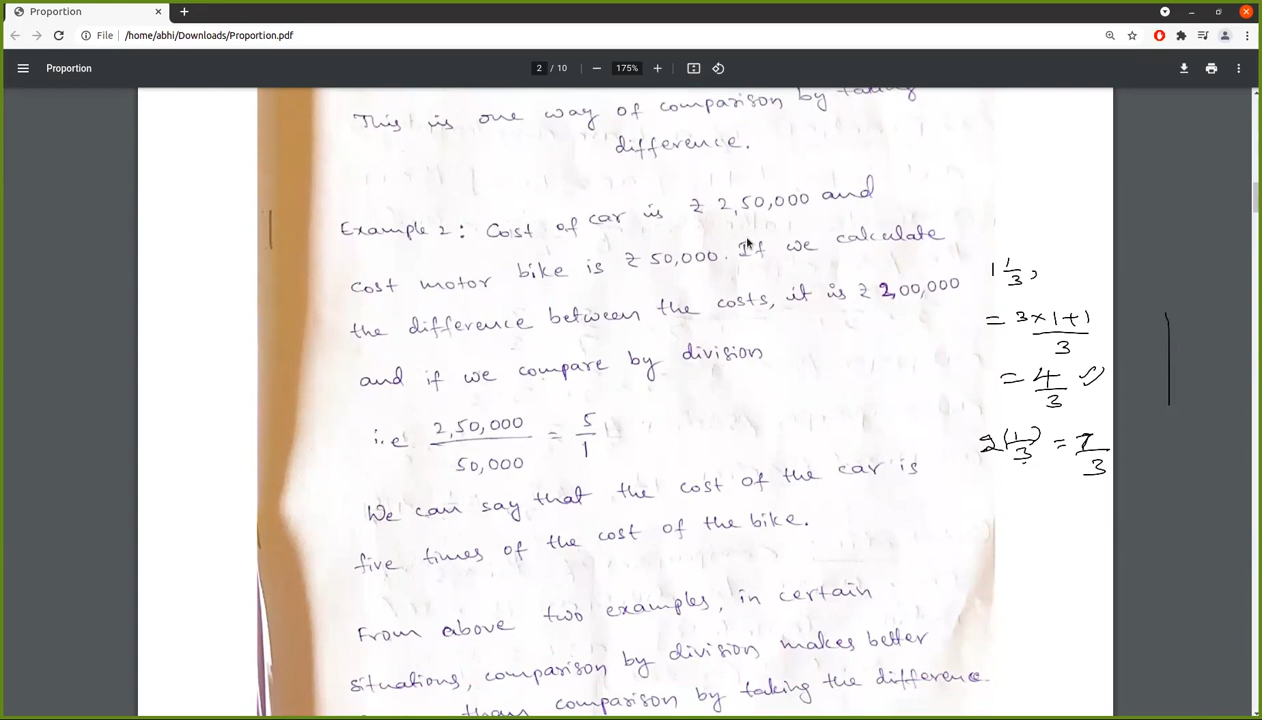 Proportion
File /home/abhi/Downloads/Proportion.pdf
Proportion
2 / 10
175%
This is one way of comparison by taking
difference.
Example 2: Cost of car is ₹ 2,50,000 and
cost motor bike is ₹ 50,000. If we calculate
the difference between the costs, it is ₹ 2,00,000
and if we compare by division
i.e 2,50,000 / 50,000 = 5/1
We can say that the cost of the car is
five times of the cost of the bike.
From above two examples, in certain
situations, comparison by division makes better
than comparison by taking the difference.
1 1/3,
= 3×1+1 / 3
= 4/3 ✓
2(1/3) = 7/3